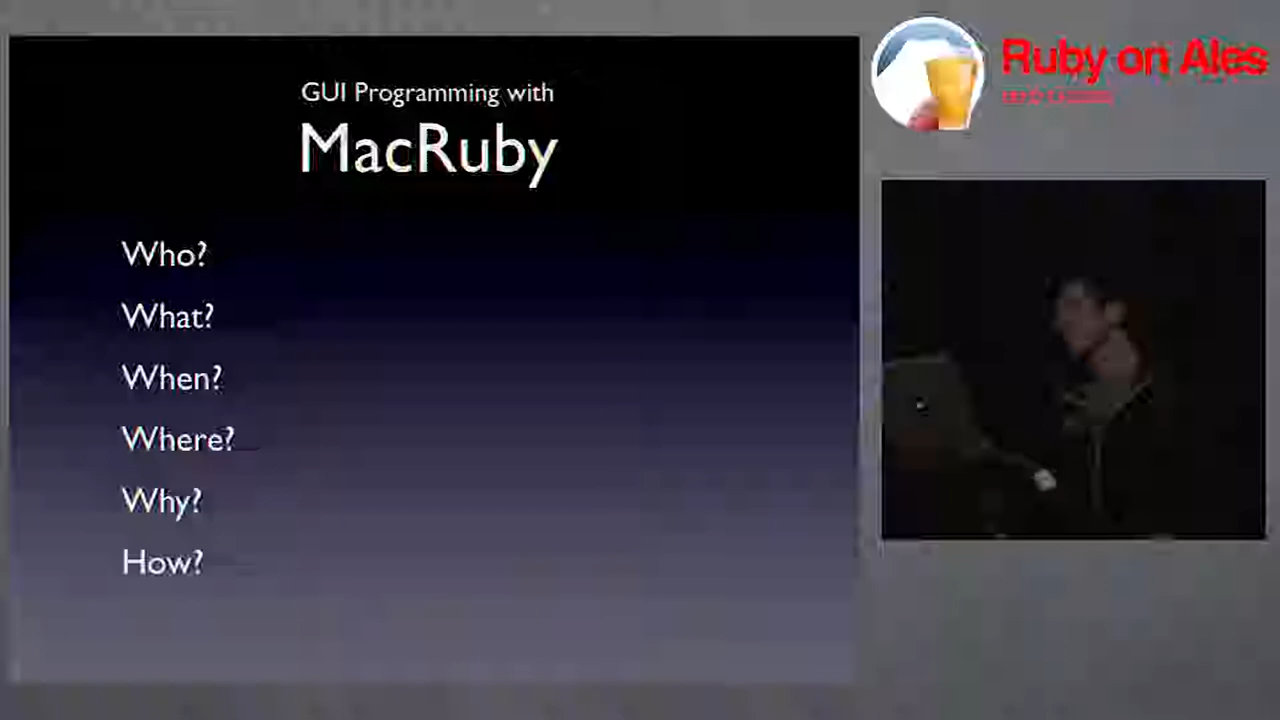 GUI Programming with
MacRuby
Who?
What?
When?
Where?
Why?
How?
Ruby on Ales